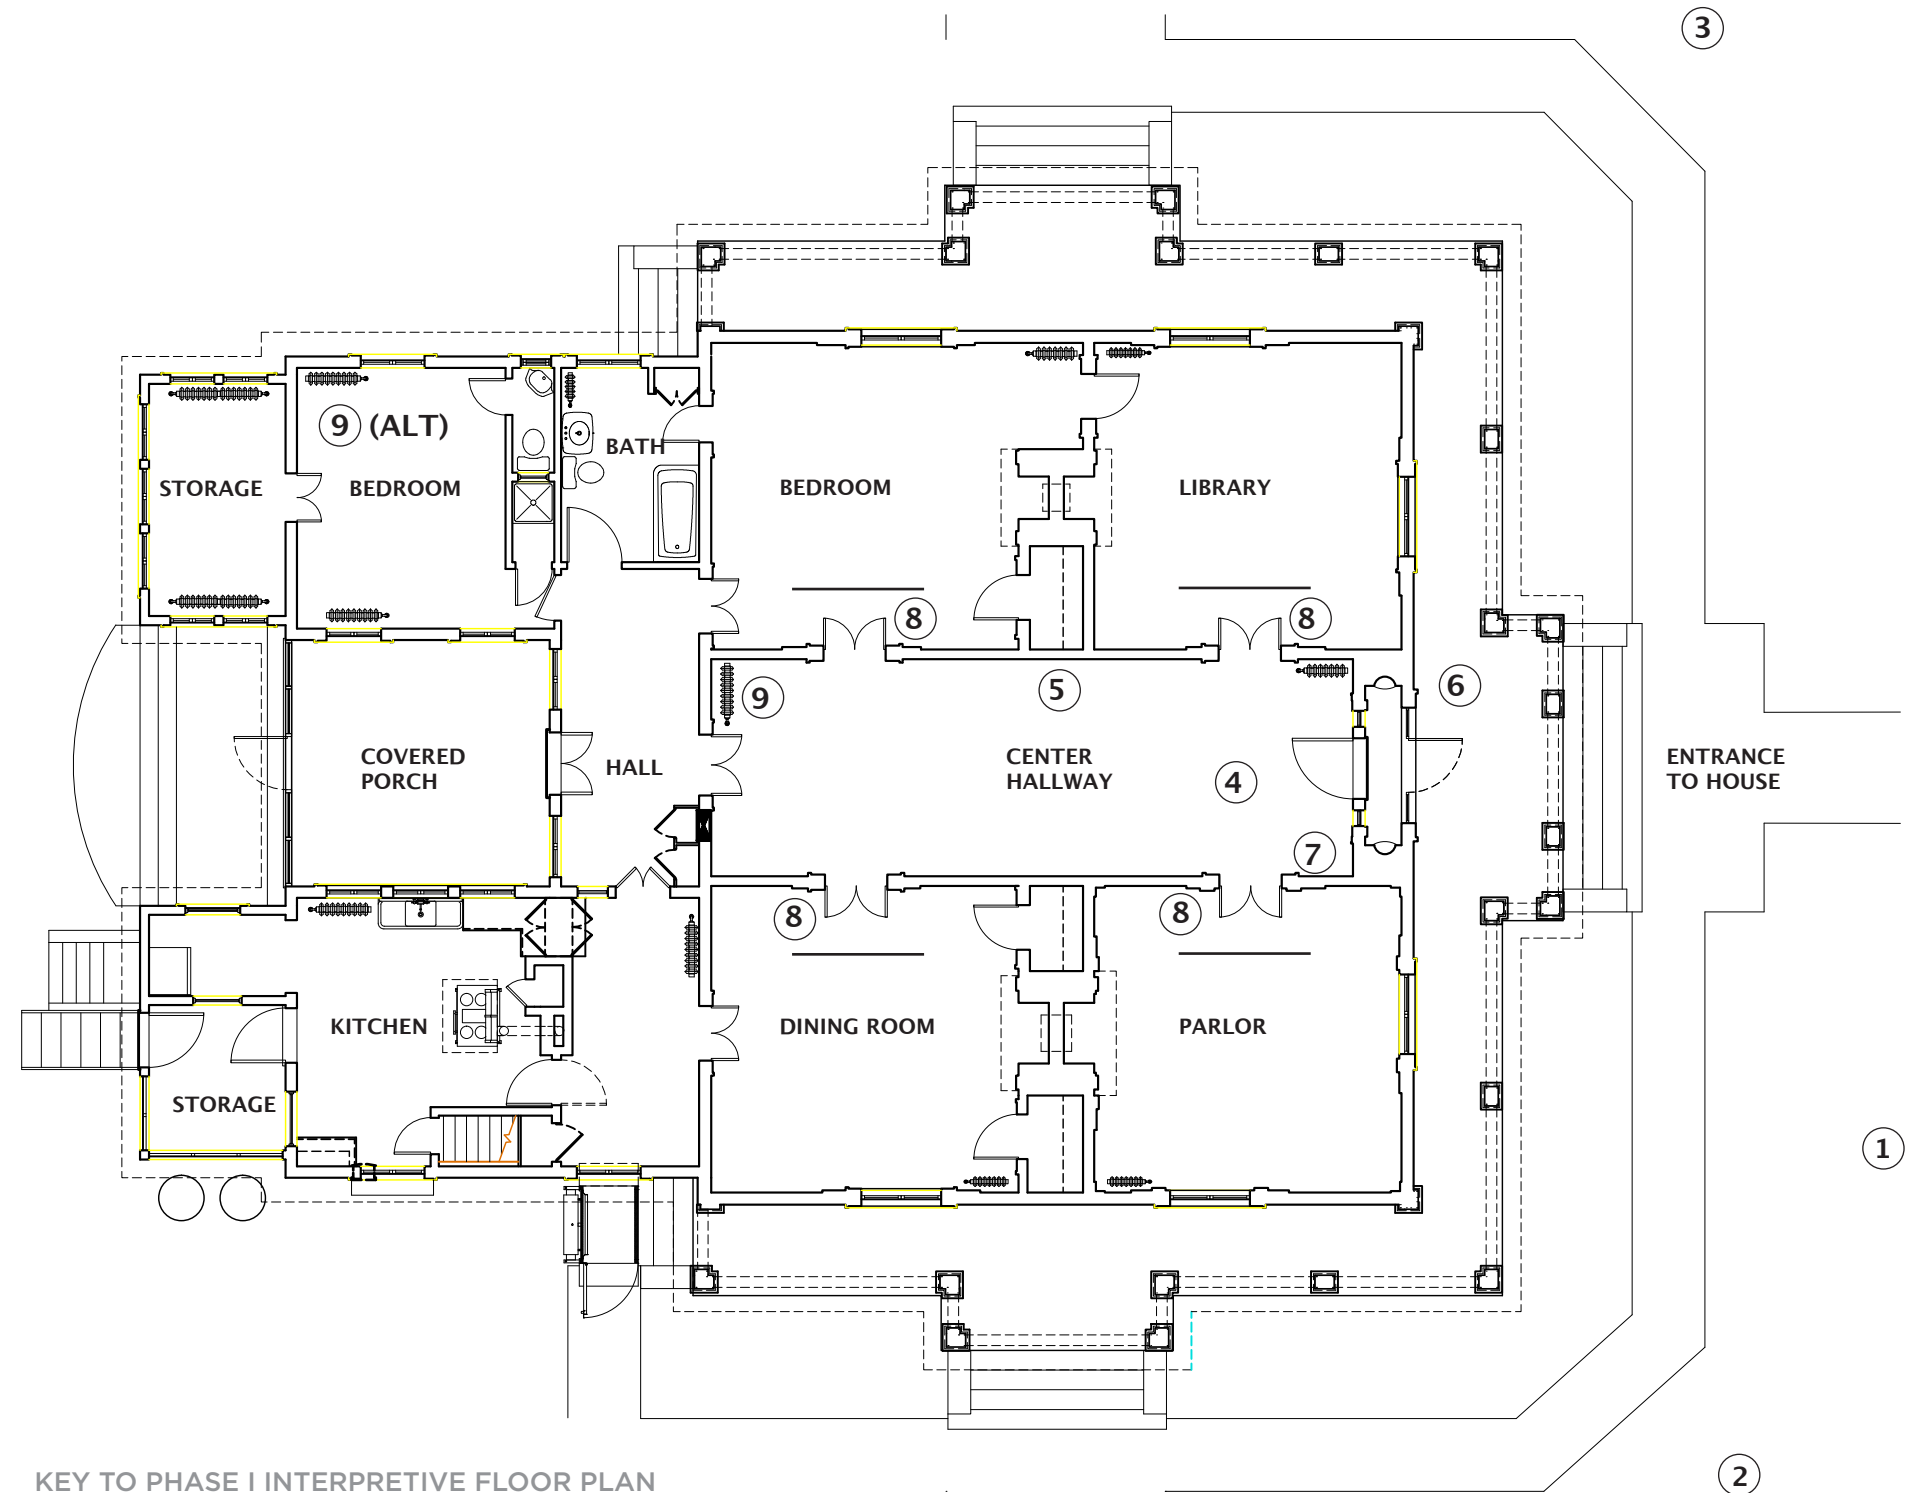 3
9 (ALT)
BATH
STORAGE
BEDROOM
BEDROOM
LIBRARY
8
8
9
5
6
COVERED
PORCH
HALL
CENTER
HALLWAY
4
ENTRANCE
TO HOUSE
7
8
8
KITCHEN
DINING ROOM
PARLOR
STORAGE
1
2
KEY TO PHASE I INTERPRETIVE FLOOR PLAN